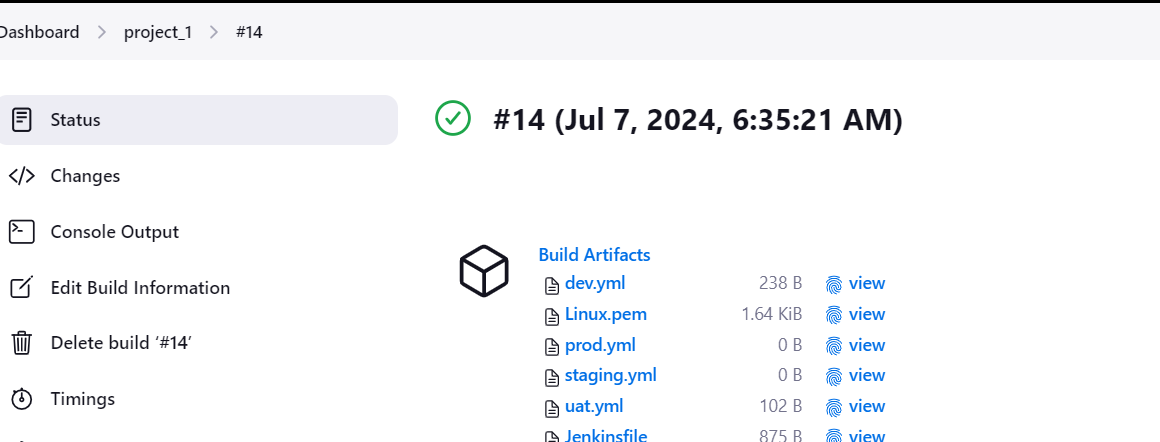 Dashboard > project_1 > #14
Status
Changes
Console Output
Edit Build Information
Delete build ‘#14’
Timings
#14 (Jul 7, 2024, 6:35:21 AM)
Build Artifacts
dev.yml 238 B view
Linux.pem 1.64 KiB view
prod.yml 0 B view
staging.yml 0 B view
uat.yml 102 B view
Jenkinsfile 875 B view